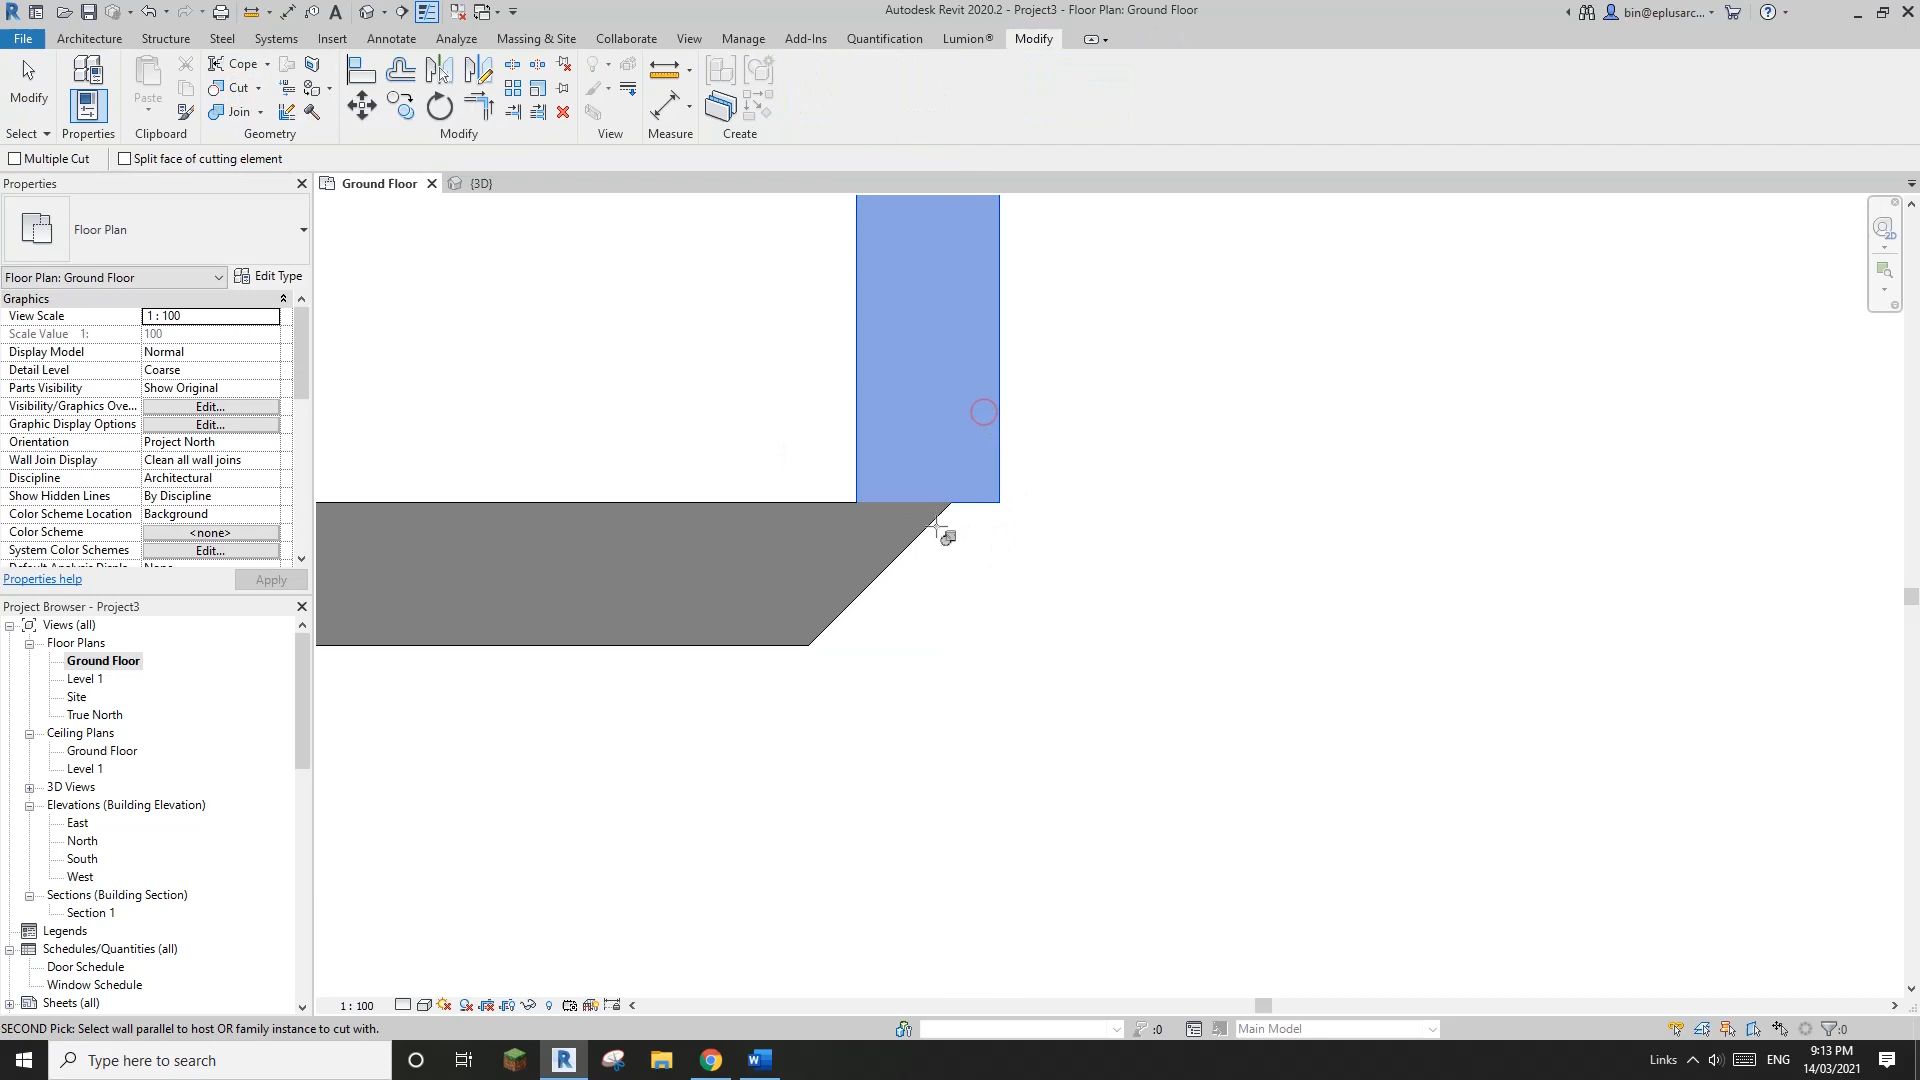 Autodesk Revit 2020.2 - Project3 - Floor Plan: Ground Floor
bin@eplusarc...
File Architecture Structure Steel Systems Insert Annotate Analyze Massing & Site Collaborate View Manage Add-Ins Quantification Lumion® Modify
Modify
Paste
Cope
Cut
Join
Select Properties Clipboard Geometry Modify View Measure Create
Multiple Cut Split face of cutting element
Properties
Ground Floor {3D}
Floor Plan
Floor Plan: Ground Floor Edit Type
Graphics
View Scale 1 : 100
Scale Value 1: 100
Display Model Normal
Detail Level Coarse
Parts Visibility Show Original
Visibility/Graphics Ove... Edit...
Graphic Display Options Edit...
Orientation Project North
Wall Join Display Clean all wall joins
Discipline Architectural
Show Hidden Lines By Discipline
Color Scheme Location Background
Color Scheme <none>
System Color Schemes Edit...
Properties help Apply
Project Browser - Project3
Views (all)
Floor Plans
Ground Floor
Level 1
Site
True North
Ceiling Plans
Ground Floor
Level 1
3D Views
Elevations (Building Elevation)
East
North
South
West
Sections (Building Section)
Section 1
Legends
Schedules/Quantities (all)
Door Schedule
Window Schedule
Sheets (all)
1 : 100
SECOND Pick: Select wall parallel to host OR family instance to cut with.
:0 Main Model :0
Type here to search
Links ENG
9:13 PM
14/03/2021